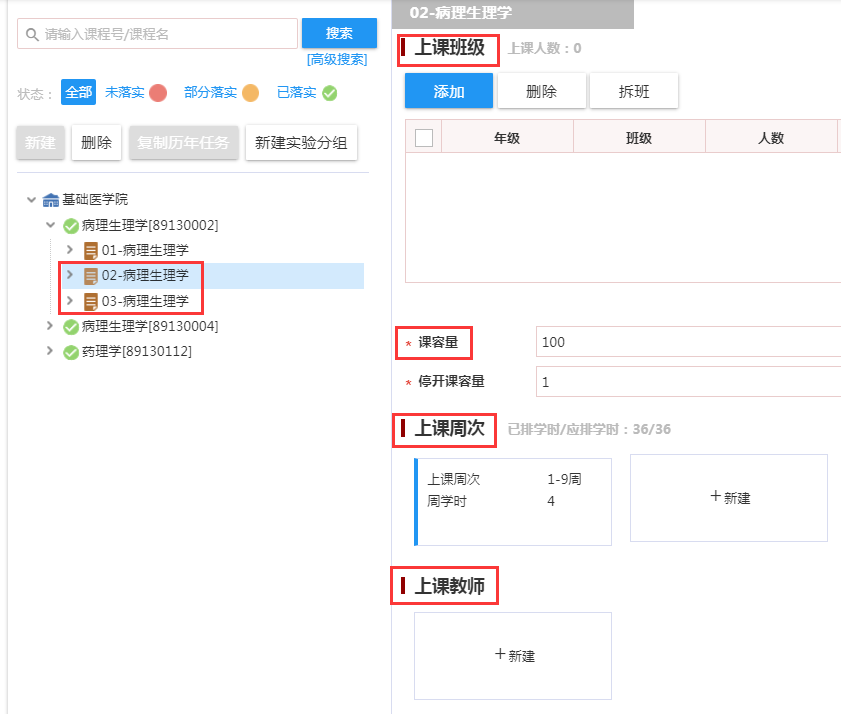 请输入课程号/课程名
搜索
[高级搜索]
状态： 全部 未落实 部分落实 已落实
新建 删除 复制历年任务 新建实验分组
基础医学院
病理生理学[89130002]
01-病理生理学
02-病理生理学
03-病理生理学
病理生理学[89130004]
药理学[89130112]
02-病理生理学
上课班级 上课人数：0
添加 删除 拆班
年级 班级 人数
* 课容量 100
* 停开课容量 1
上课周次 已排学时/应排学时：36/36
上课周次 1-9周
周学时 4
+新建
上课教师
+新建